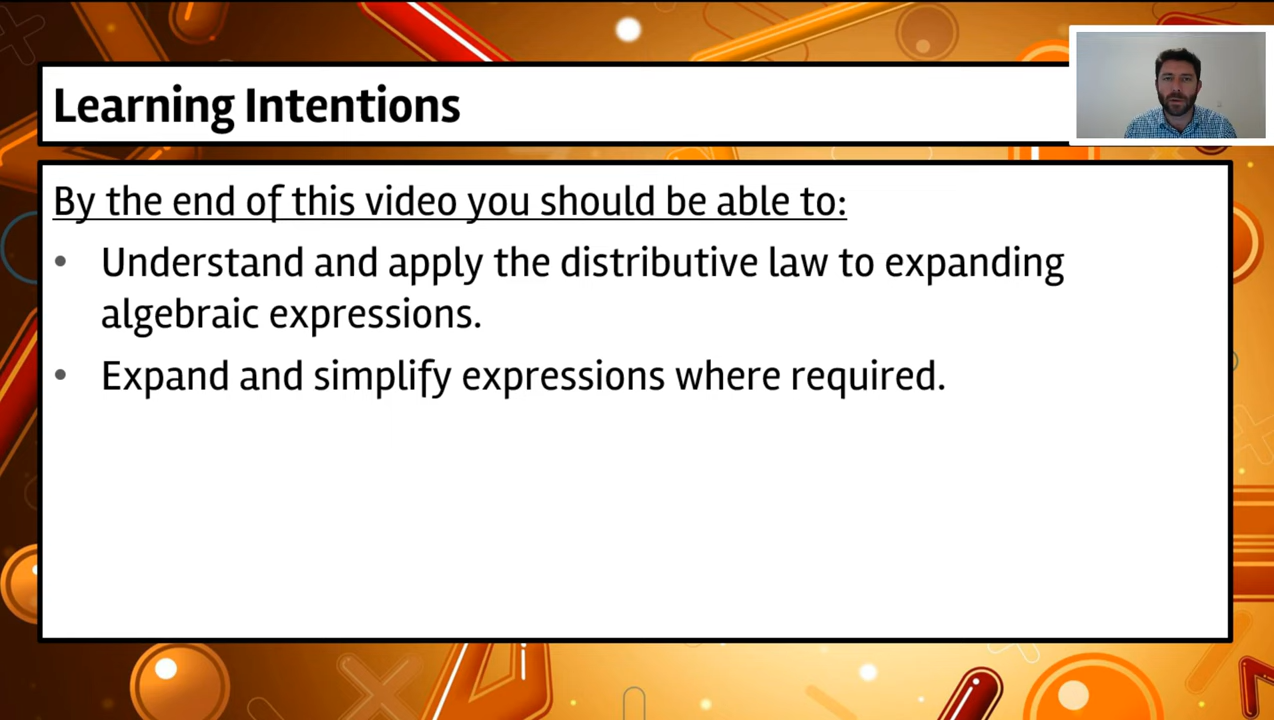 Learning Intentions
By the end of this video you should be able to:
• Understand and apply the distributive law to expanding
algebraic expressions.
• Expand and simplify expressions where required.